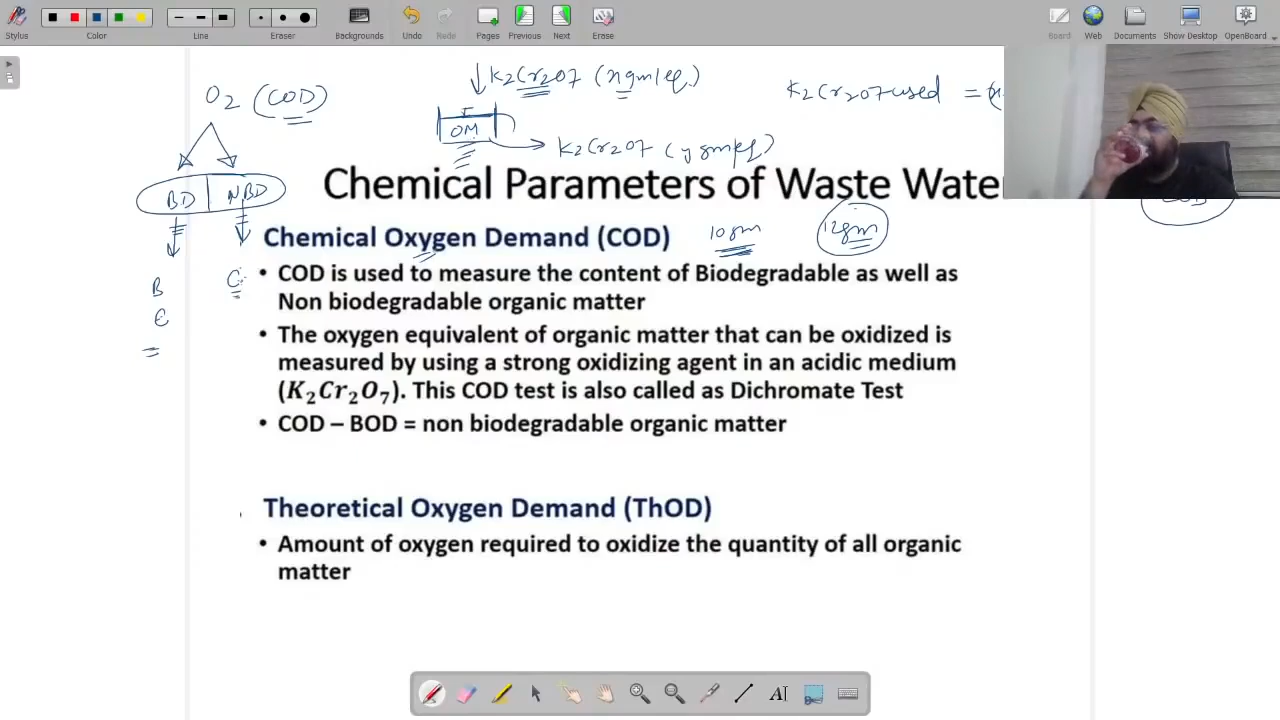 Stylus
Color
Line
Eraser
Backgrounds
Undo
Redo
Pages
Previous
Next
Erase
Board
Web
Documents
Show Desktop
OpenBoard
O2 (COD)
K2Cr2O7 (x gm/eq.)
K2Cr2O7 used =
OM
K2Cr2O7 (y gm/eq)
BD NBD
Chemical Parameters of Waste Water
Chemical Oxygen Demand (COD)
10gm
12gm
• COD is used to measure the content of Biodegradable as well as
Non biodegradable organic matter
B
C
• The oxygen equivalent of organic matter that can be oxidized is
measured by using a strong oxidizing agent in an acidic medium
(K₂Cr₂O₇). This COD test is also called as Dichromate Test
• COD – BOD = non biodegradable organic matter
Theoretical Oxygen Demand (ThOD)
• Amount of oxygen required to oxidize the quantity of all organic
matter